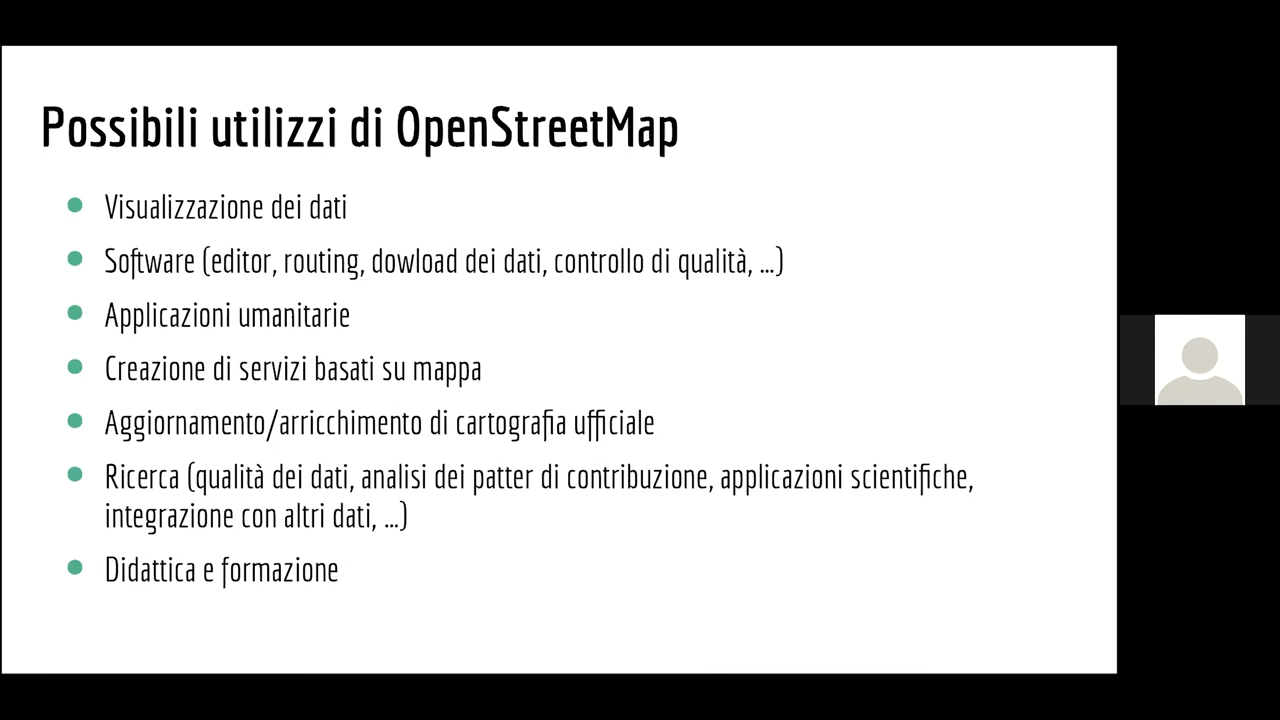 Possibili utilizzi di OpenStreetMap
Visualizzazione dei dati
Software (editor, routing, dowload dei dati, controllo di qualità, ...)
Applicazioni umanitarie
Creazione di servizi basati su mappa
Aggiornamento/arricchimento di cartografia ufficiale
Ricerca (qualità dei dati, analisi dei patter di contribuzione, applicazioni scientifiche,
integrazione con altri dati, ...)
Didattica e formazione